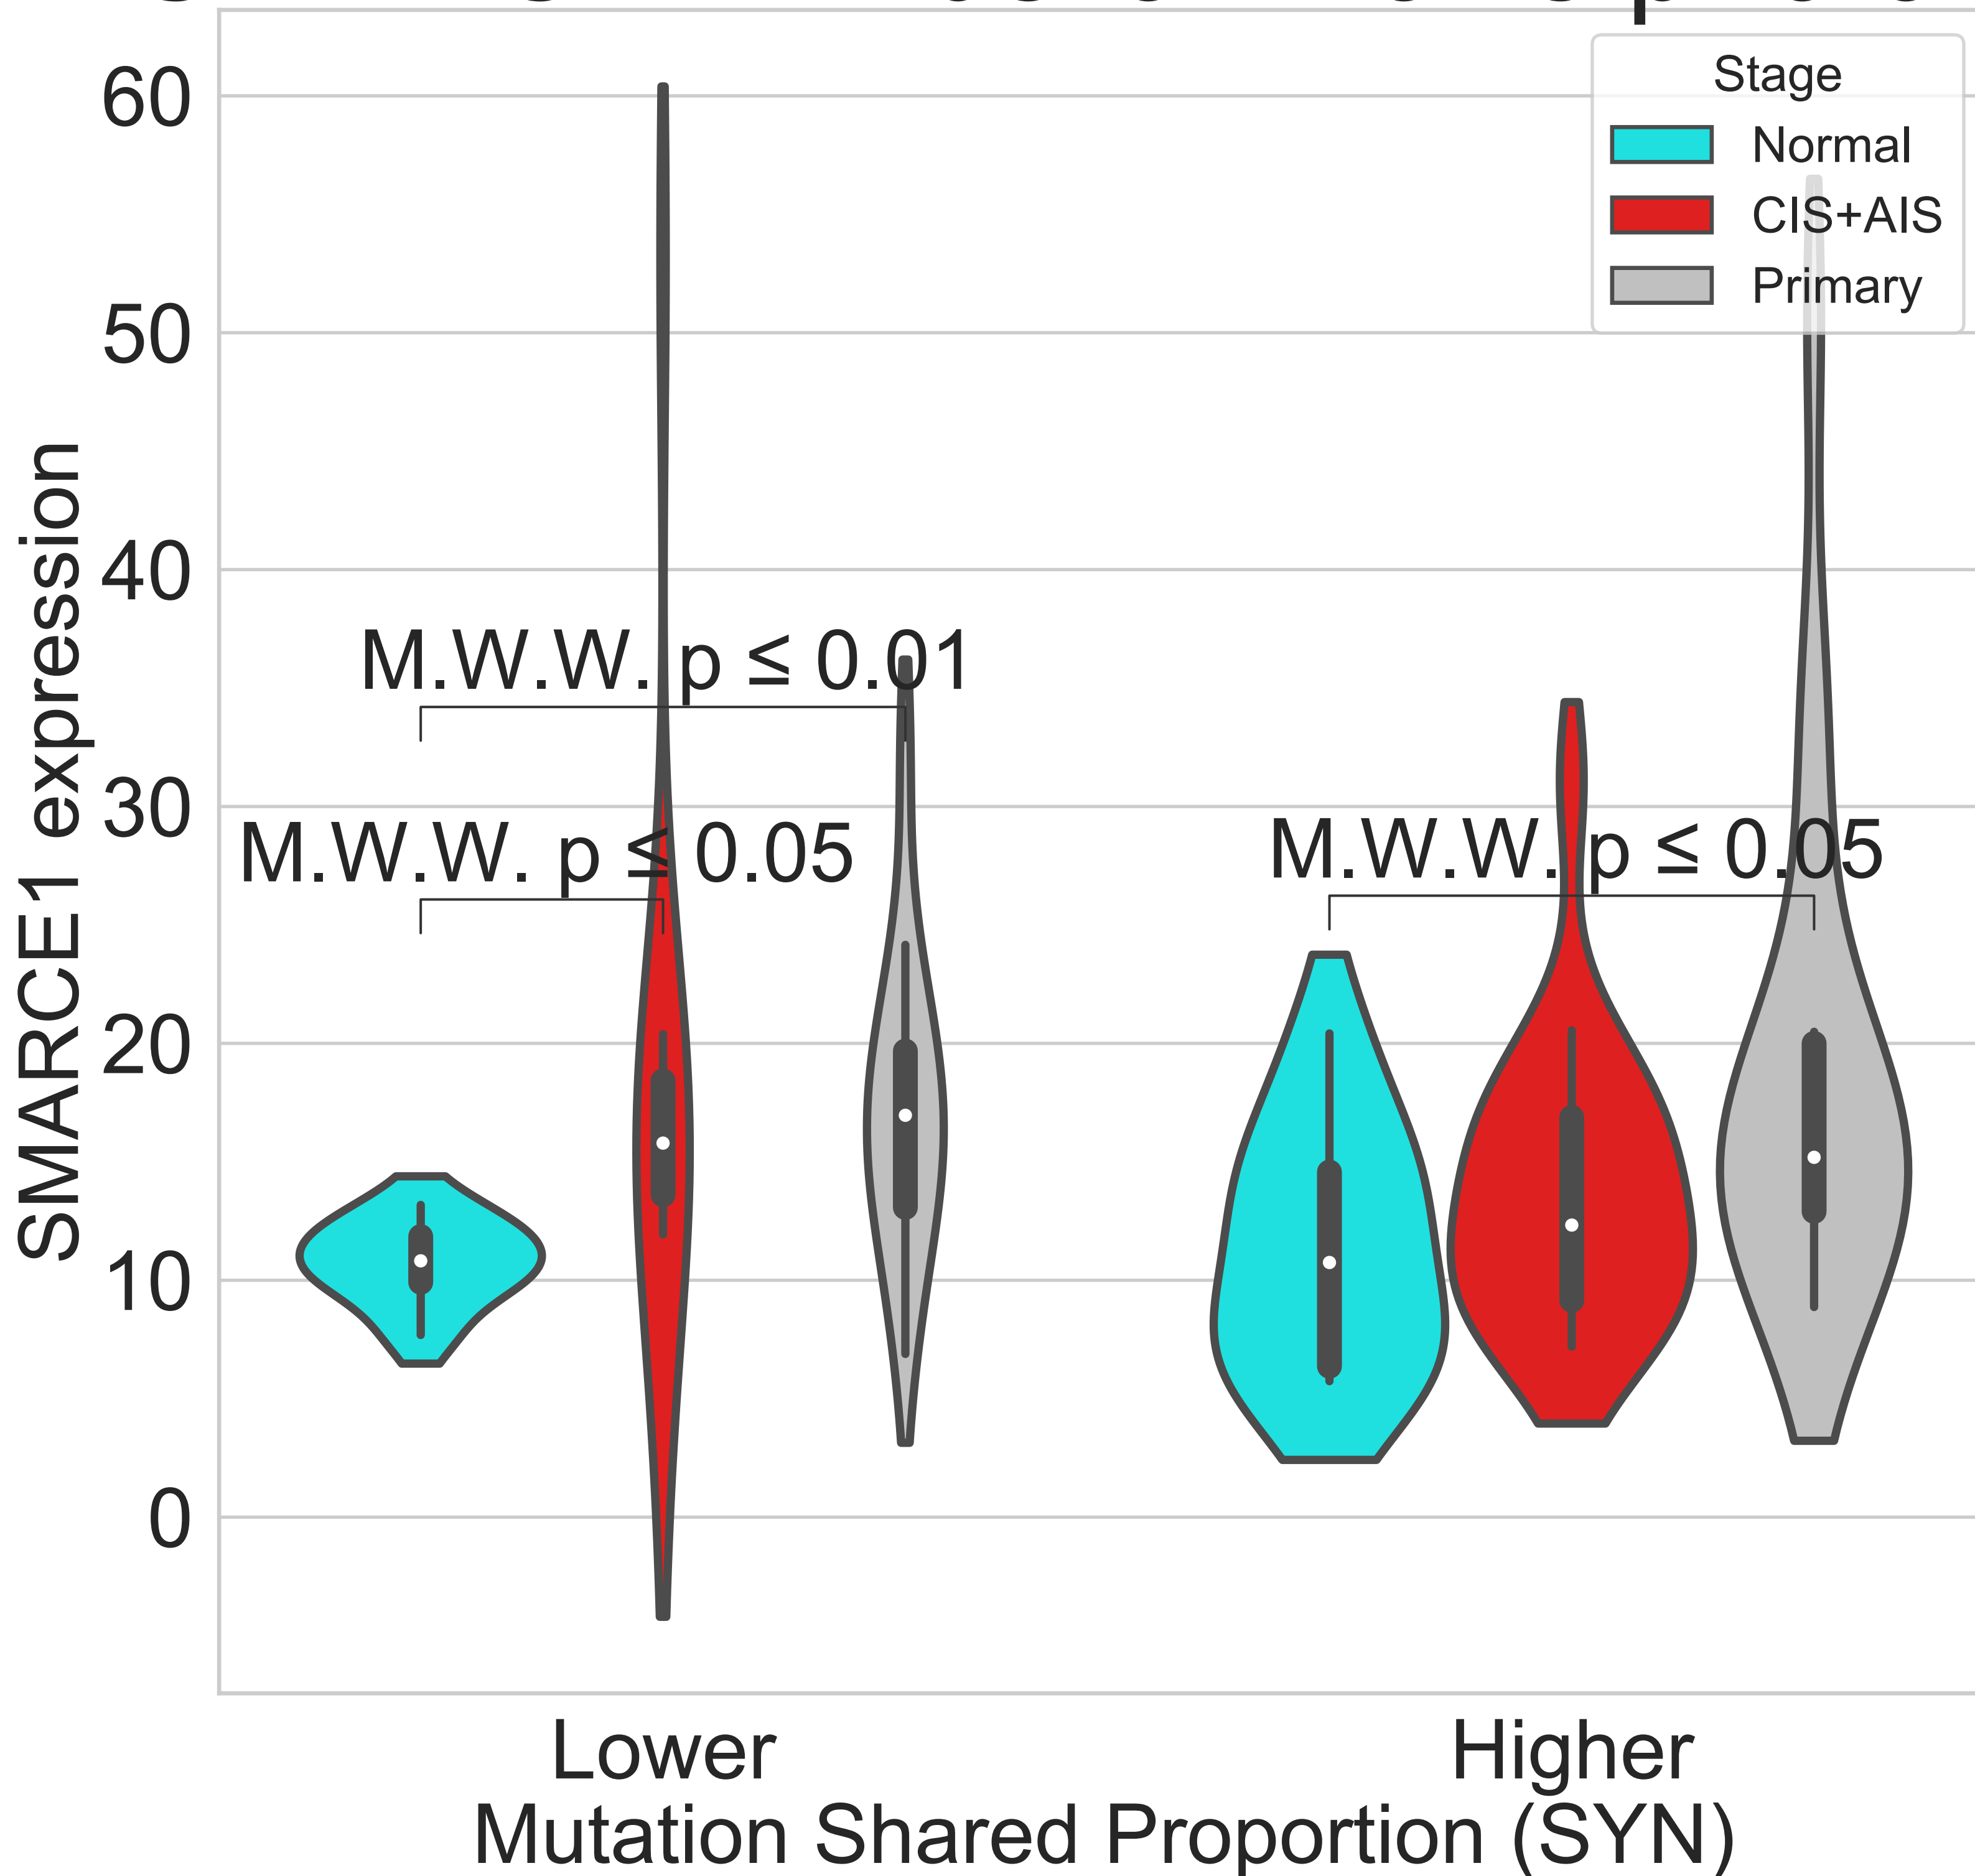 60
50
40
30
20
10
0
SMARCE1 expression
Stage
Normal
CIS+AIS
Primary
M.W.W. p ≤ 0.01
M.W.W. p ≤ 0.05
M.W.W. p ≤ 0.05
Lower
Higher
Mutation Shared Proportion (SYN)